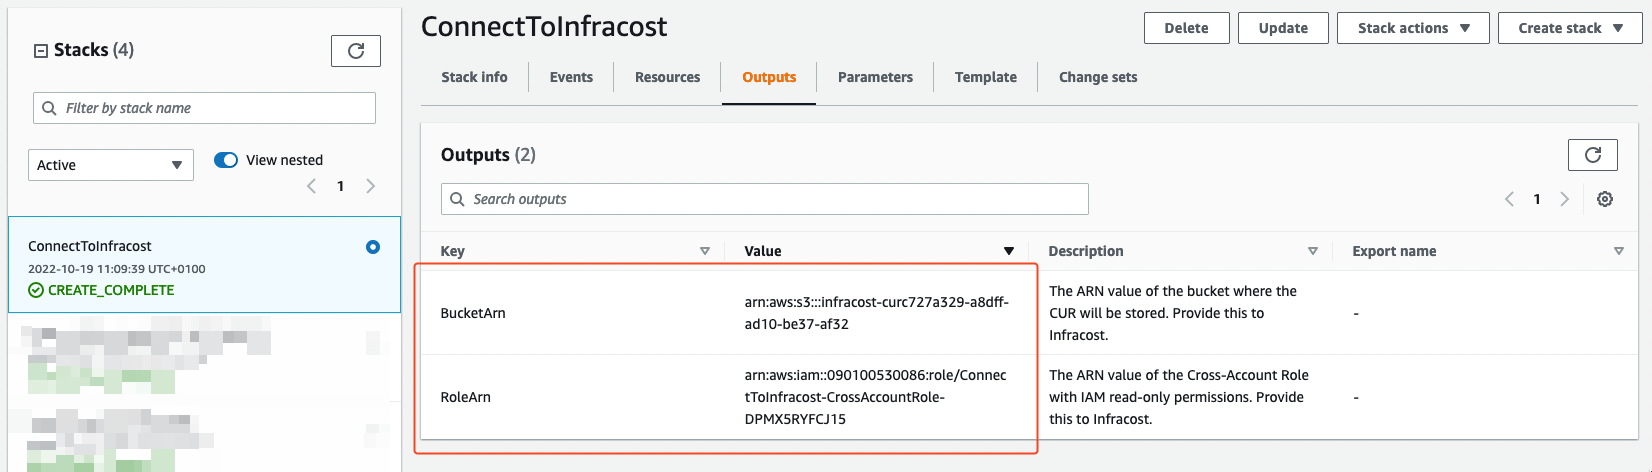 Stacks (4)
Filter by stack name
Active
View nested
1
ConnectToInfracost
2022-10-19 11:09:39 UTC+0100
CREATE_COMPLETE
ConnectToInfracost
Delete
Update
Stack actions
Create stack
Stack info
Events
Resources
Outputs
Parameters
Template
Change sets
Outputs (2)
Search outputs
1
Key
Value
Description
Export name
BucketArn
arn:aws:s3:::infracost-curc727a329-a8dff-
ad10-be37-af32
The ARN value of the bucket where the
CUR will be stored. Provide this to
Infracost.
-
RoleArn
arn:aws:iam::090100530086:role/Connec
tToInfracost-CrossAccountRole-
DPMX5RYFCJ15
The ARN value of the Cross-Account Role
with IAM read-only permissions. Provide
this to Infracost.
-